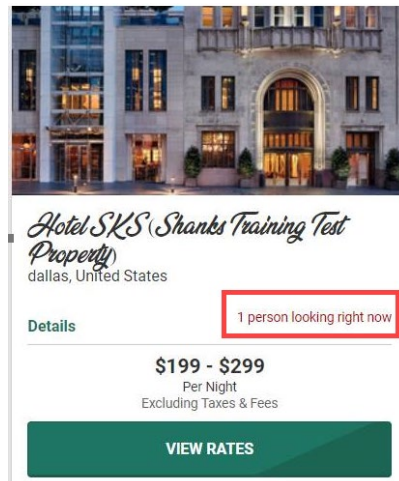 Hotel SKS (Shanks Training Test
Property)
dallas, United States
1 person looking right now
Details
$199 - $299
Per Night
Excluding Taxes & Fees
VIEW RATES